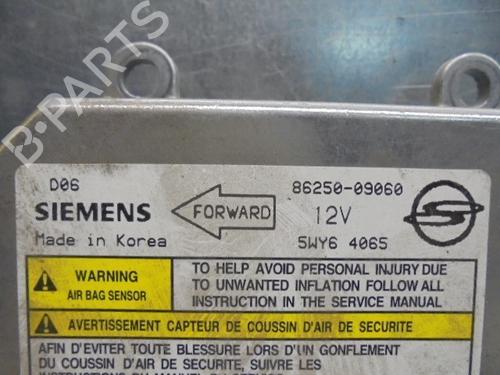 B-PARTS
D06
86250-09060
SIEMENS
FORWARD
12V
Made in Korea
5WY6 4065
WARNING
AIR BAG SENSOR
TO HELP AVOID PERSONAL INJURY DUE
TO UNWANTED INFLATION FOLLOW ALL
INSTRUCTION IN THE SERVICE MANUAL
AVERTISSEMENT CAPTEUR DE COUSSIN D'AIR DE SECURITE
AFIN D'EVITER TOUTE BLESSURE LORS D'UN GONFLEMENT
DU COUSSIN D'AIR DE SECURITE, SUIVRE LES